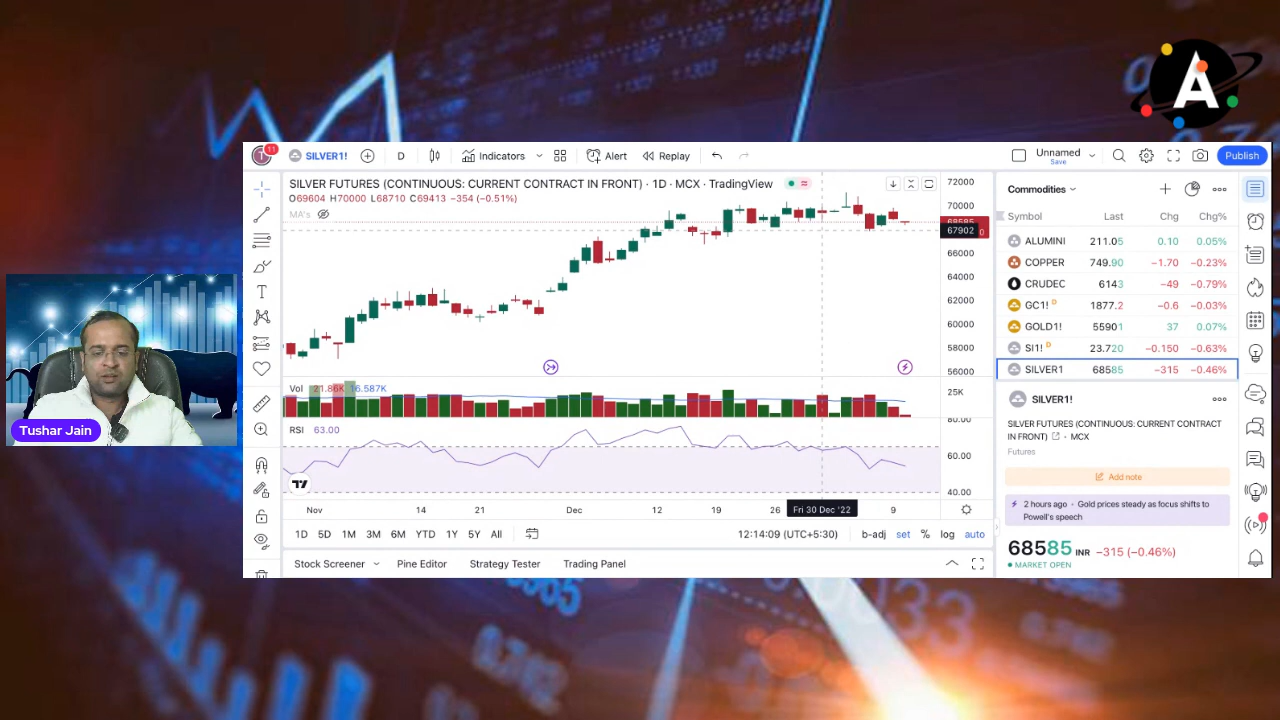 A
11
SILVER1!
D
Indicators
Alert
Replay
Unnamed
Save
Publish
SILVER FUTURES (CONTINUOUS: CURRENT CONTRACT IN FRONT) · 1D · MCX · TradingView
O69604 H70000 L68710 C69413 −354 (−0.51%)
MA's
72000
70000
68585
67902
66000
64000
62000
60000
58000
56000
Vol 21.86K 16.587K
25K
RSI 63.00
80.00
60.00
40.00
Nov 14 21 Dec 12 19 26 Fri 30 Dec '22 9
1D 5D 1M 3M 6M YTD 1Y 5Y All
12:14:09 (UTC+5:30) b-adj set % log auto
Stock Screener Pine Editor Strategy Tester Trading Panel
Commodities
Symbol Last Chg Chg%
ALUMINI 211.05 0.10 0.05%
COPPER 749.90 −1.70 −0.23%
CRUDEC 6143 −49 −0.79%
GC1! D 1877.2 −0.6 −0.03%
GOLD1! 55901 37 0.07%
SI1! D 23.720 −0.150 −0.63%
SILVER1 68585 −315 −0.46%
SILVER1!
SILVER FUTURES (CONTINUOUS: CURRENT CONTRACT
IN FRONT) • MCX
Futures
Add note
2 hours ago • Gold prices steady as focus shifts to
Powell's speech
68585 INR −315 (−0.46%)
MARKET OPEN
Tushar Jain